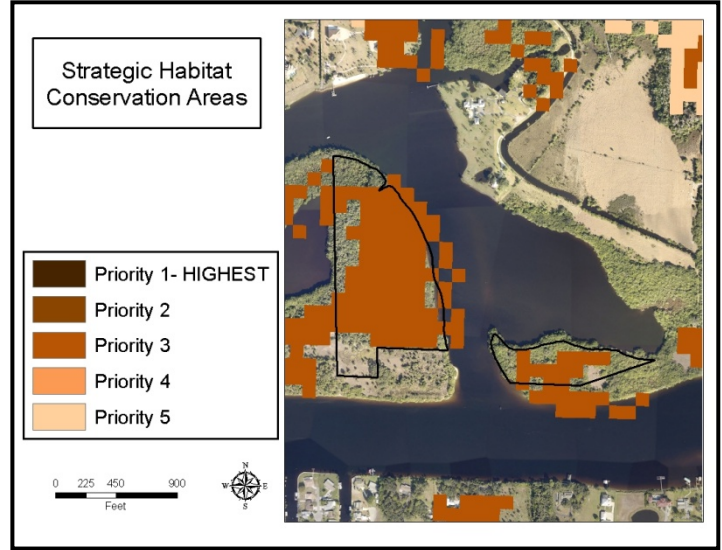 Strategic Habitat
Conservation Areas
Priority 1- HIGHEST
Priority 2
Priority 3
Priority 4
Priority 5
0 225 450 900
Feet
N
W E
S